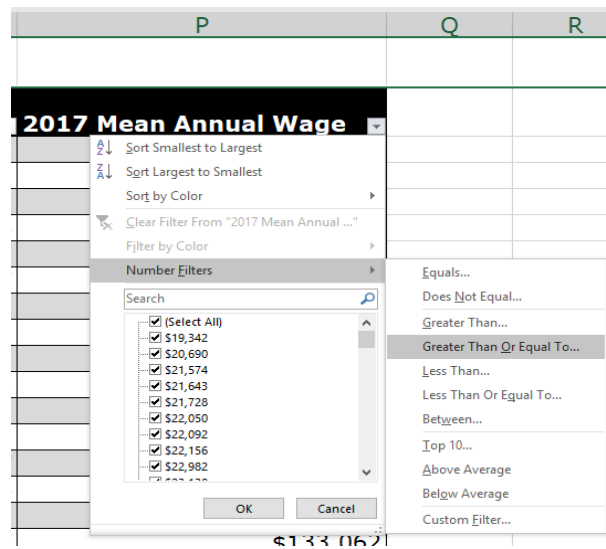 P Q R
2017 Mean Annual Wage
Sort Smallest to Largest
Sort Largest to Smallest
Sort by Color
Clear Filter From "2017 Mean Annual ..."
Filter by Color
Number Filters
Search
(Select All)
$19,342
$20,690
$21,574
$21,643
$21,728
$22,050
$22,092
$22,156
$22,982
OK Cancel
Equals...
Does Not Equal...
Greater Than...
Greater Than Or Equal To...
Less Than...
Less Than Or Equal To...
Between...
Top 10...
Above Average
Below Average
Custom Filter...
$133,062